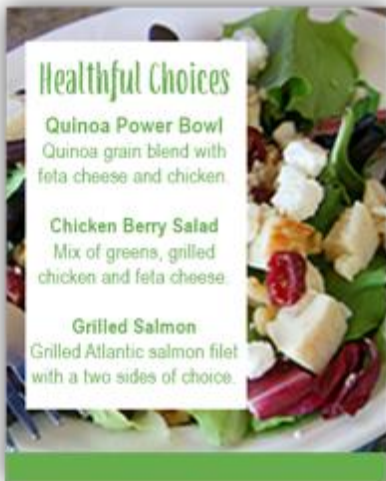 Healthful Choices
Quinoa Power Bowl
Quinoa grain blend with
feta cheese and chicken.
Chicken Berry Salad
Mix of greens, grilled
chicken and feta cheese.
Grilled Salmon
Grilled Atlantic salmon filet
with a two sides of choice.